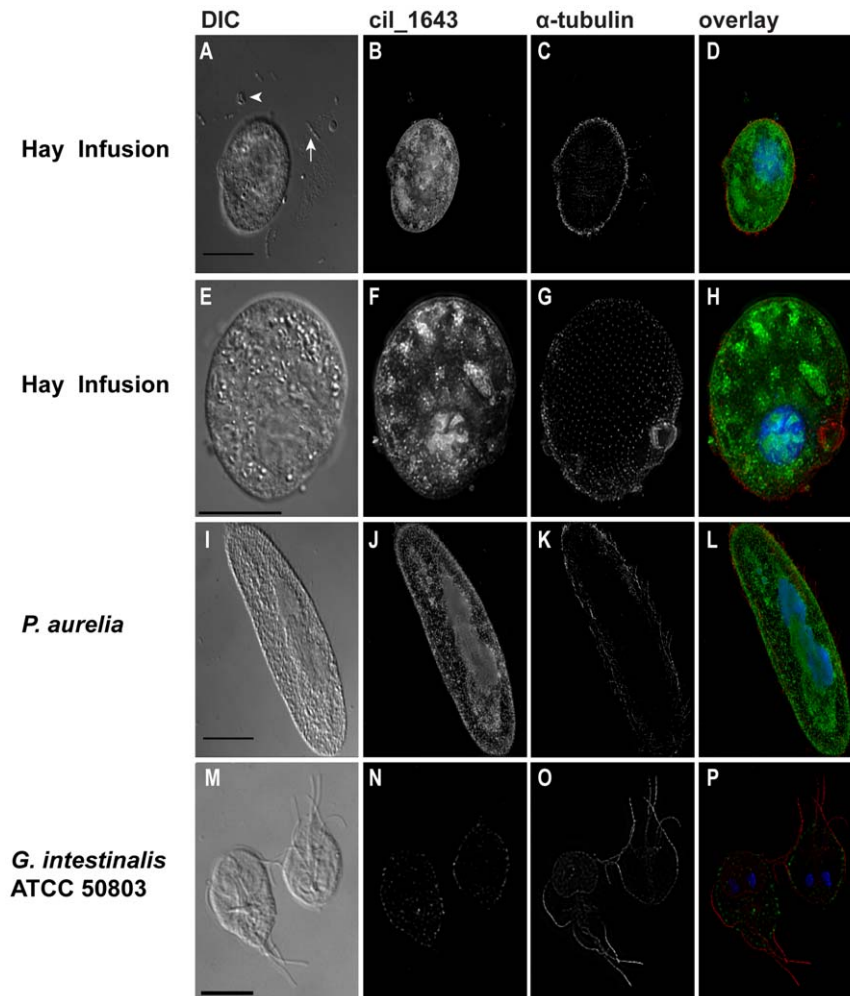 DIC cil_1643 α-tubulin overlay
A B C D
Hay Infusion
E F G H
Hay Infusion
I J K L
P. aurelia
M N O P
G. intestinalis
ATCC 50803